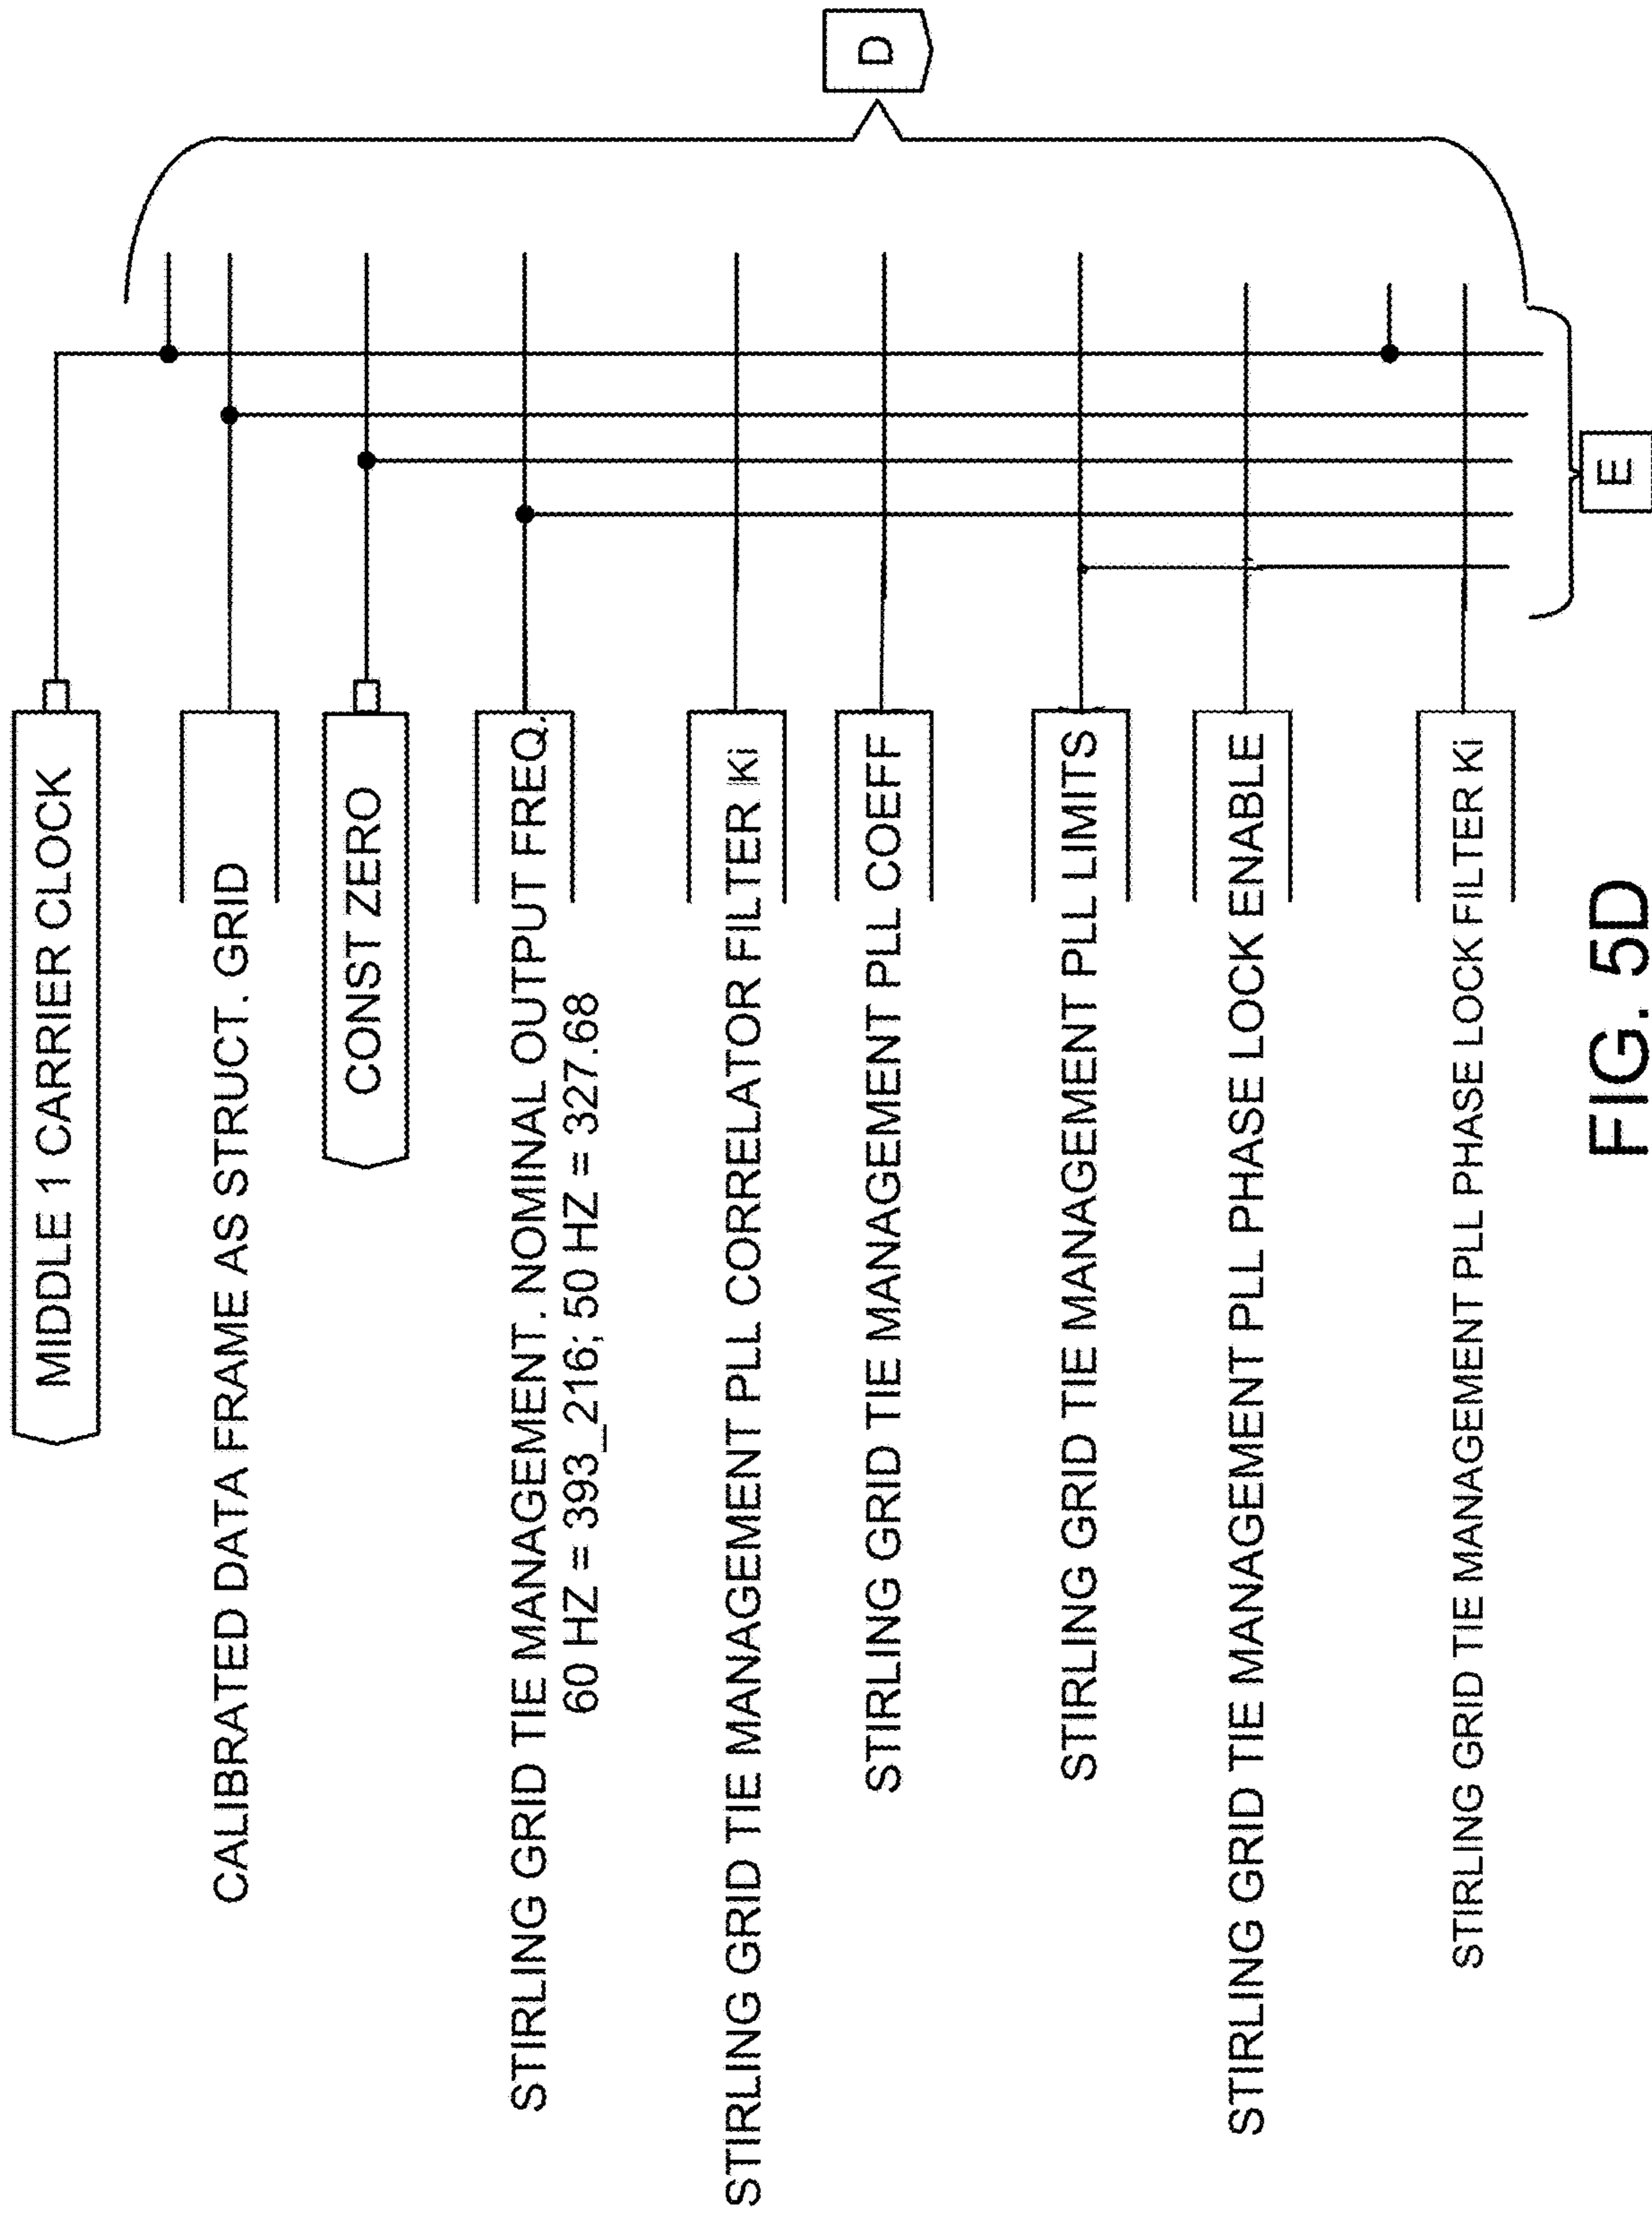 MIDDLE 1 CARRIER CLOCK
CALIBRATED DATA FRAME AS STRUCT. GRID
CONST ZERO
STIRLING GRID TIE MANAGEMENT. NOMINAL OUTPUT FREQ.
60 HZ = 393_216; 50 HZ = 327.68
STIRLING GRID TIE MANAGEMENT PLL CORRELATOR FILTER Ki
STIRLING GRID TIE MANAGEMENT PLL COEFF
STIRLING GRID TIE MANAGEMENT PLL LIMITS
STIRLING GRID TIE MANAGEMENT PLL PHASE LOCK ENABLE
STIRLING GRID TIE MANAGEMENT PLL PHASE LOCK FILTER Ki
D
E
FIG. 5D